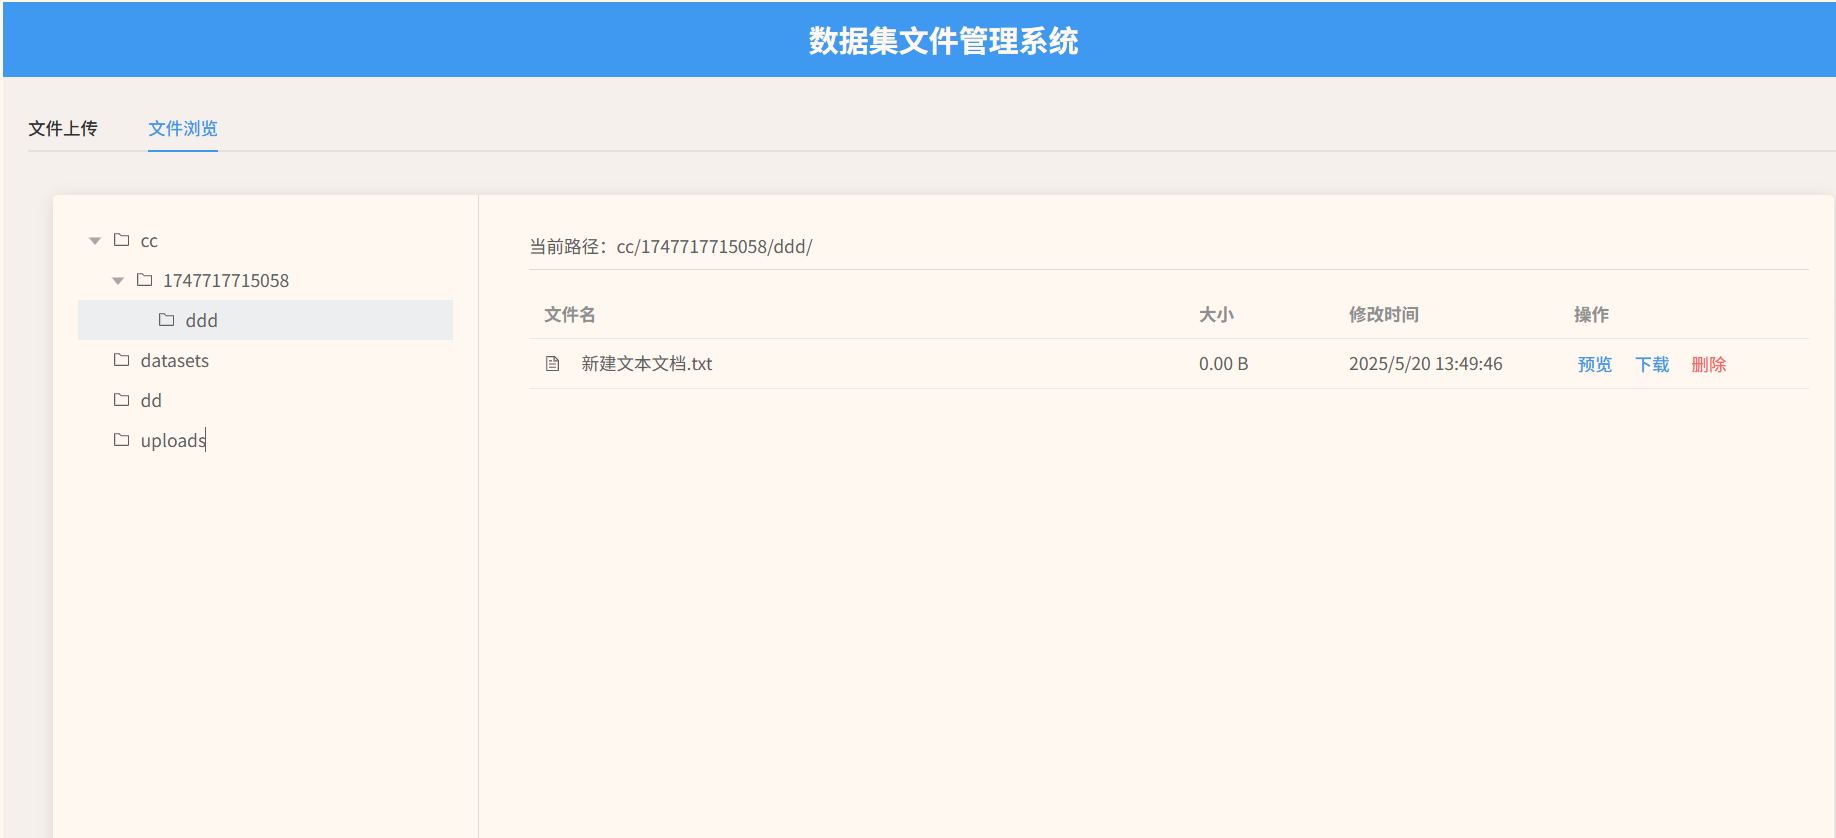 数据集文件管理系统
文件上传 文件浏览
cc
1747717715058
ddd
datasets
dd
uploads
当前路径：cc/1747717715058/ddd/
文件名 大小 修改时间 操作
新建文本文档.txt 0.00 B 2025/5/20 13:49:46 预览 下载 删除